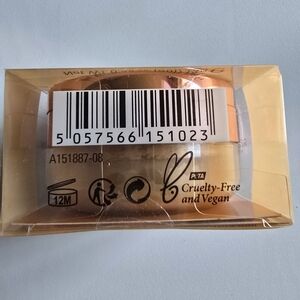 5 057566 151023
A151887-08
12M
PETA
Cruelty-Free
and Vegan